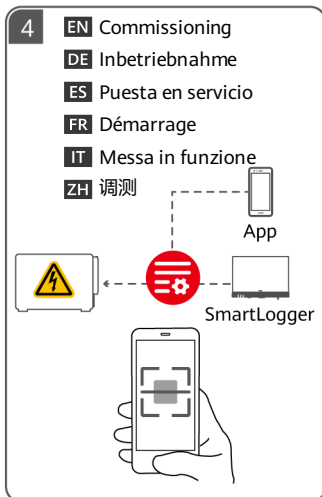 4
EN Commissioning
DE Inbetriebnahme
ES Puesta en servicio
FR Démarrage
IT Messa in funzione
ZH 调测
App
SmartLogger